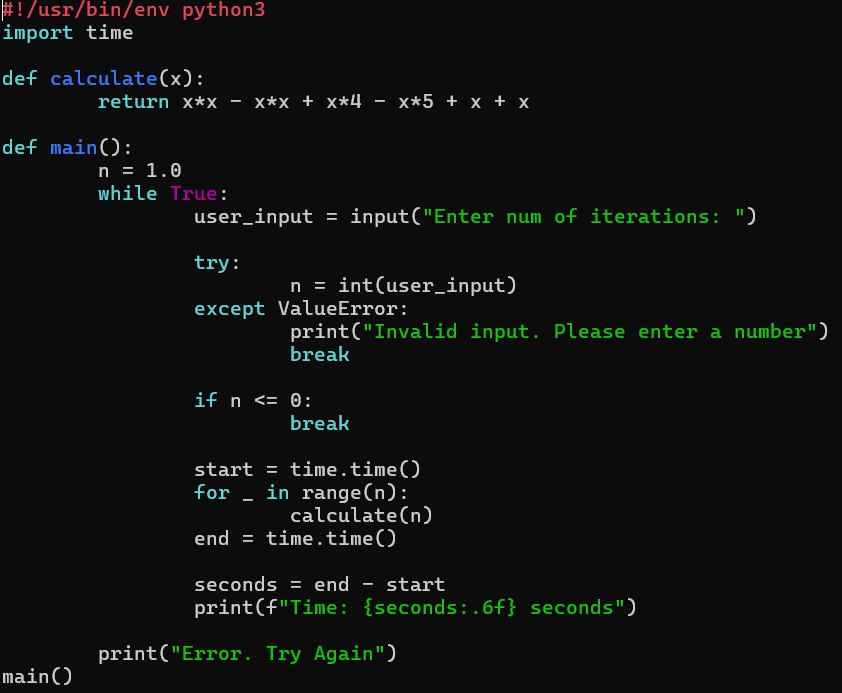 #!/usr/bin/env python3
import time

def calculate(x):
        return x*x - x*x + x*4 - x*5 + x + x

def main():
        n = 1.0
        while True:
                user_input = input("Enter num of iterations: ")

                try:
                        n = int(user_input)
                except ValueError:
                        print("Invalid input. Please enter a number")
                        break

                if n <= 0:
                        break

                start = time.time()
                for _ in range(n):
                        calculate(n)
                end = time.time()

                seconds = end - start
                print(f"Time: {seconds:.6f} seconds")

        print("Error. Try Again")
main()